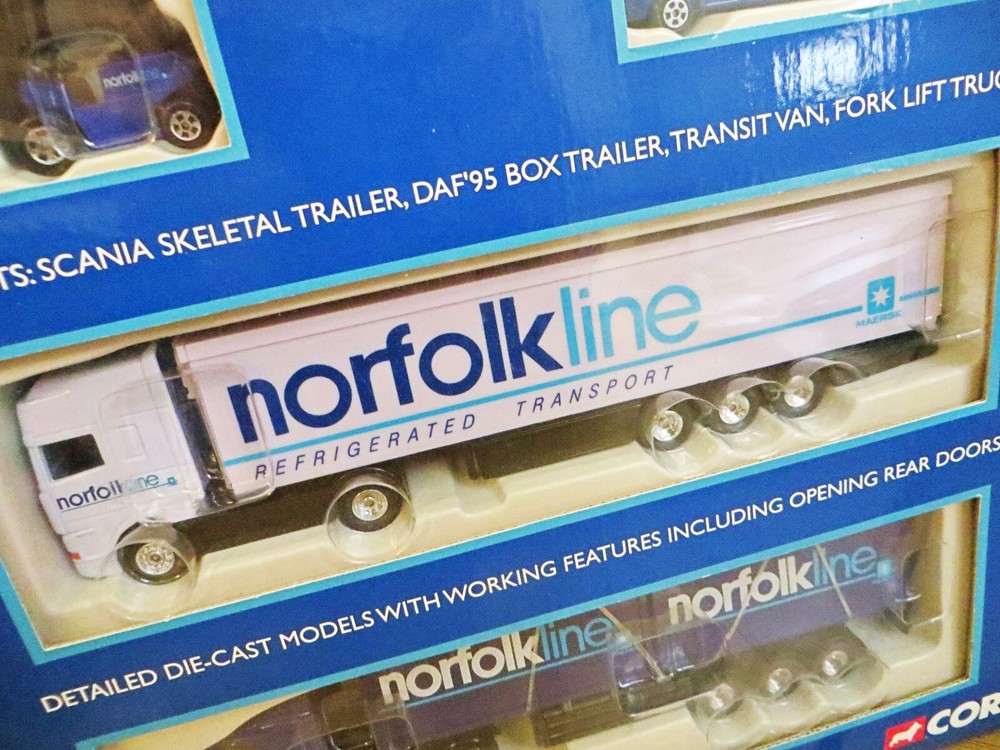 norfolkline
TS: SCANIA SKELETAL TRAILER, DAF'95 BOX TRAILER, TRANSIT VAN, FORK LIFT TRUC
norfolkline
REFRIGERATED TRANSPORT
MAERSK
norfolkline
DETAILED DIE-CAST MODELS WITH WORKING FEATURES INCLUDING OPENING REAR DOORS
norfolkline
norfolkline
COR